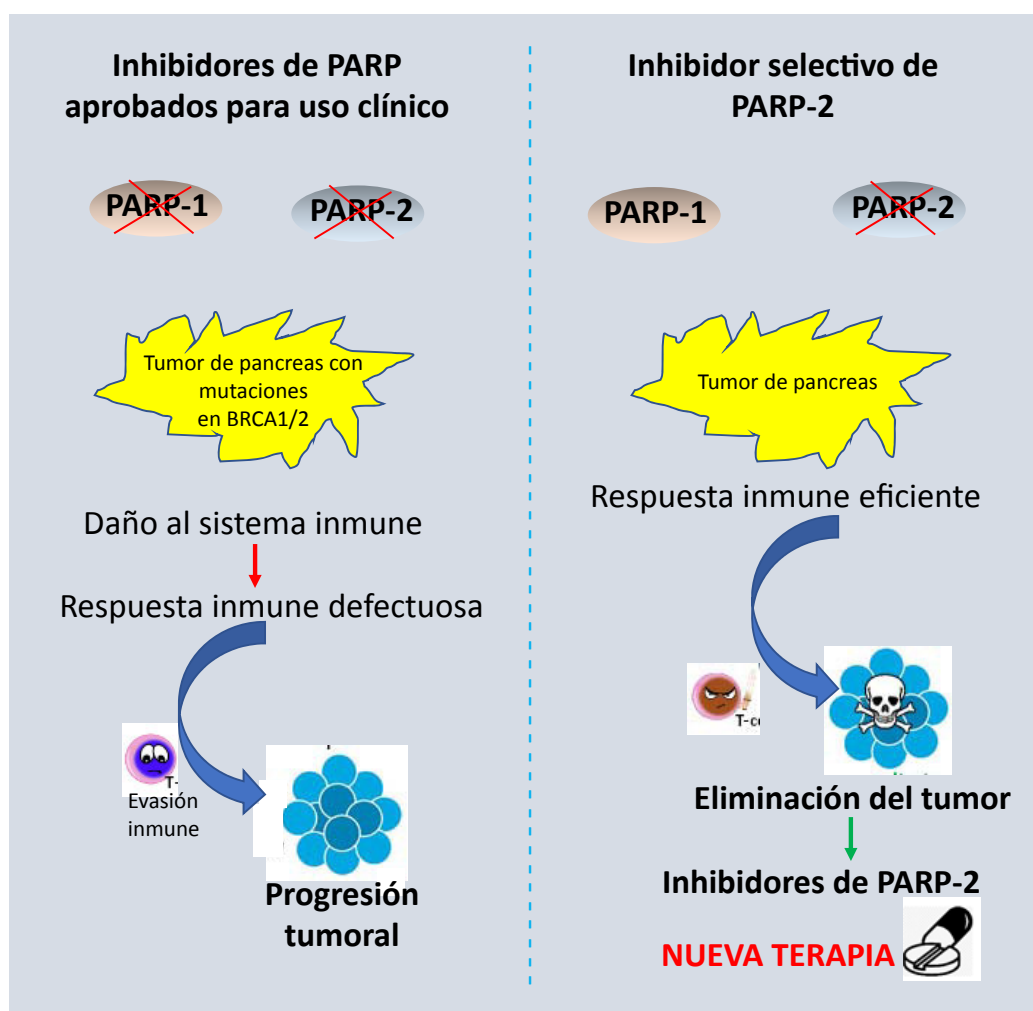 Inhibidores de PARP
aprobados para uso clínico
PARP-1
PARP-2
Tumor de pancreas con
mutaciones
en BRCA1/2
Daño al sistema inmune
Respuesta inmune defectuosa
T-
Evasión
inmune
Progresión
tumoral
Inhibidor selectivo de
PARP-2
PARP-1
PARP-2
Tumor de pancreas
Respuesta inmune eficiente
Eliminación del tumor
Inhibidores de PARP-2
NUEVA TERAPIA